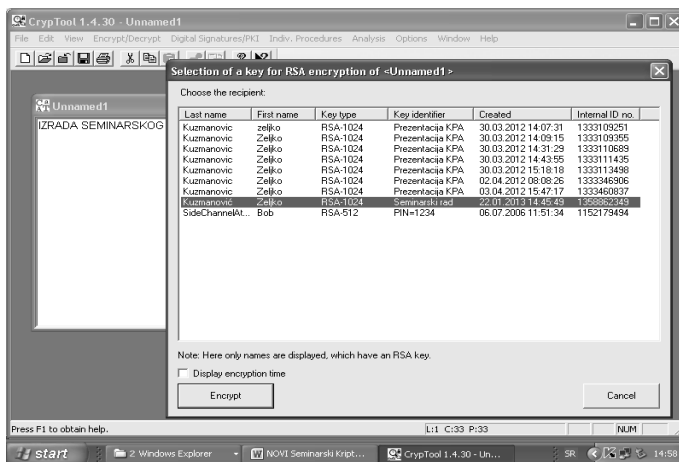 CrypTool 1.4.30 - Unnamed1
File Edit View Encrypt/Decrypt Digital Signatures/PKI Indiv. Procedures Analysis Options Window Help
Selection of a key for RSA encryption of <Unnamed1>
Choose the recipient:
Unnamed1
IZRADA SEMINARSKOG
Last name First name Key type Key identifier Created Internal ID no.
Kuzmanovic zeljko RSA-1024 Prezentacija KPA 30.03.2012 14:07:31 1333109251
Kuzmanovic Zeljko RSA-1024 Prezentacija KPA 30.03.2012 14:09:15 1333109355
Kuzmanovic Zeljko RSA-1024 Prezentacija KPA 30.03.2012 14:31:29 1333110689
Kuzmanovic Zeljko RSA-1024 Prezentacija KPA 30.03.2012 14:43:55 1333111435
Kuzmanovic Zeljko RSA-1024 Prezentacija KPA 30.03.2012 15:18:18 1333113498
Kuzmanovic Zeljko RSA-1024 Prezentacija KPA 02.04.2012 08:08:26 1333346906
Kuzmanovic Zeljko RSA-1024 Prezentacija KPA 03.04.2012 15:47:17 1333460837
Kuzmanović Zeljko RSA-1024 Seminarski rad 22.01.2013 14:45:49 1358862349
SideChannelAt... Bob RSA-512 PIN=1234 06.07.2006 11:51:34 1152179494
Note: Here only names are displayed, which have an RSA key.
Display encryption time
Encrypt Cancel
Press F1 to obtain help. L:1 C:33 P:33 NUM
start 2 Windows Explorer NOVI Seminarski Kript... CrypTool 1.4.30 - Un... SR 14:58